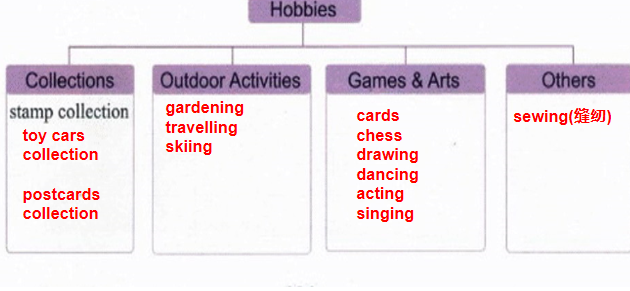 Hobbies
Collections
stamp collection
toy cars
collection
postcards
collection
Outdoor Activities
gardening
travelling
skiing
Games & Arts
cards
chess
drawing
dancing
acting
singing
Others
sewing(缝纫)